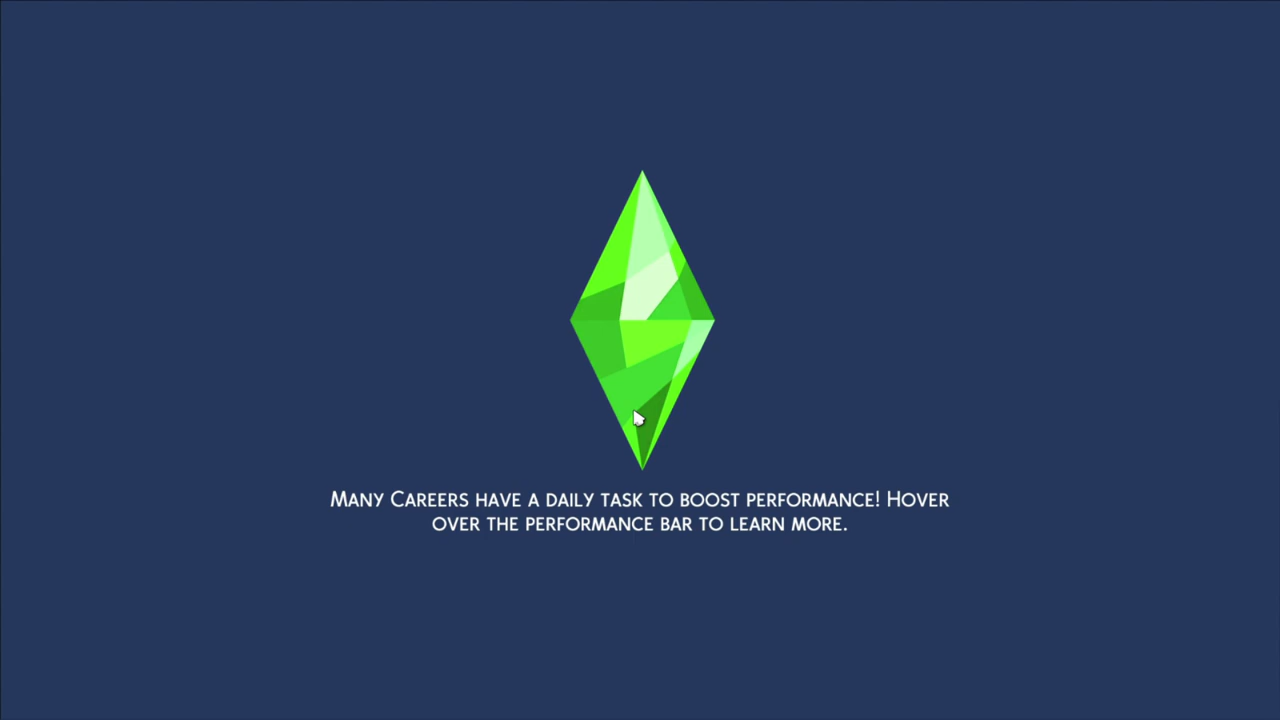 Many Careers have a daily task to boost performance! Hover
over the performance bar to learn more.